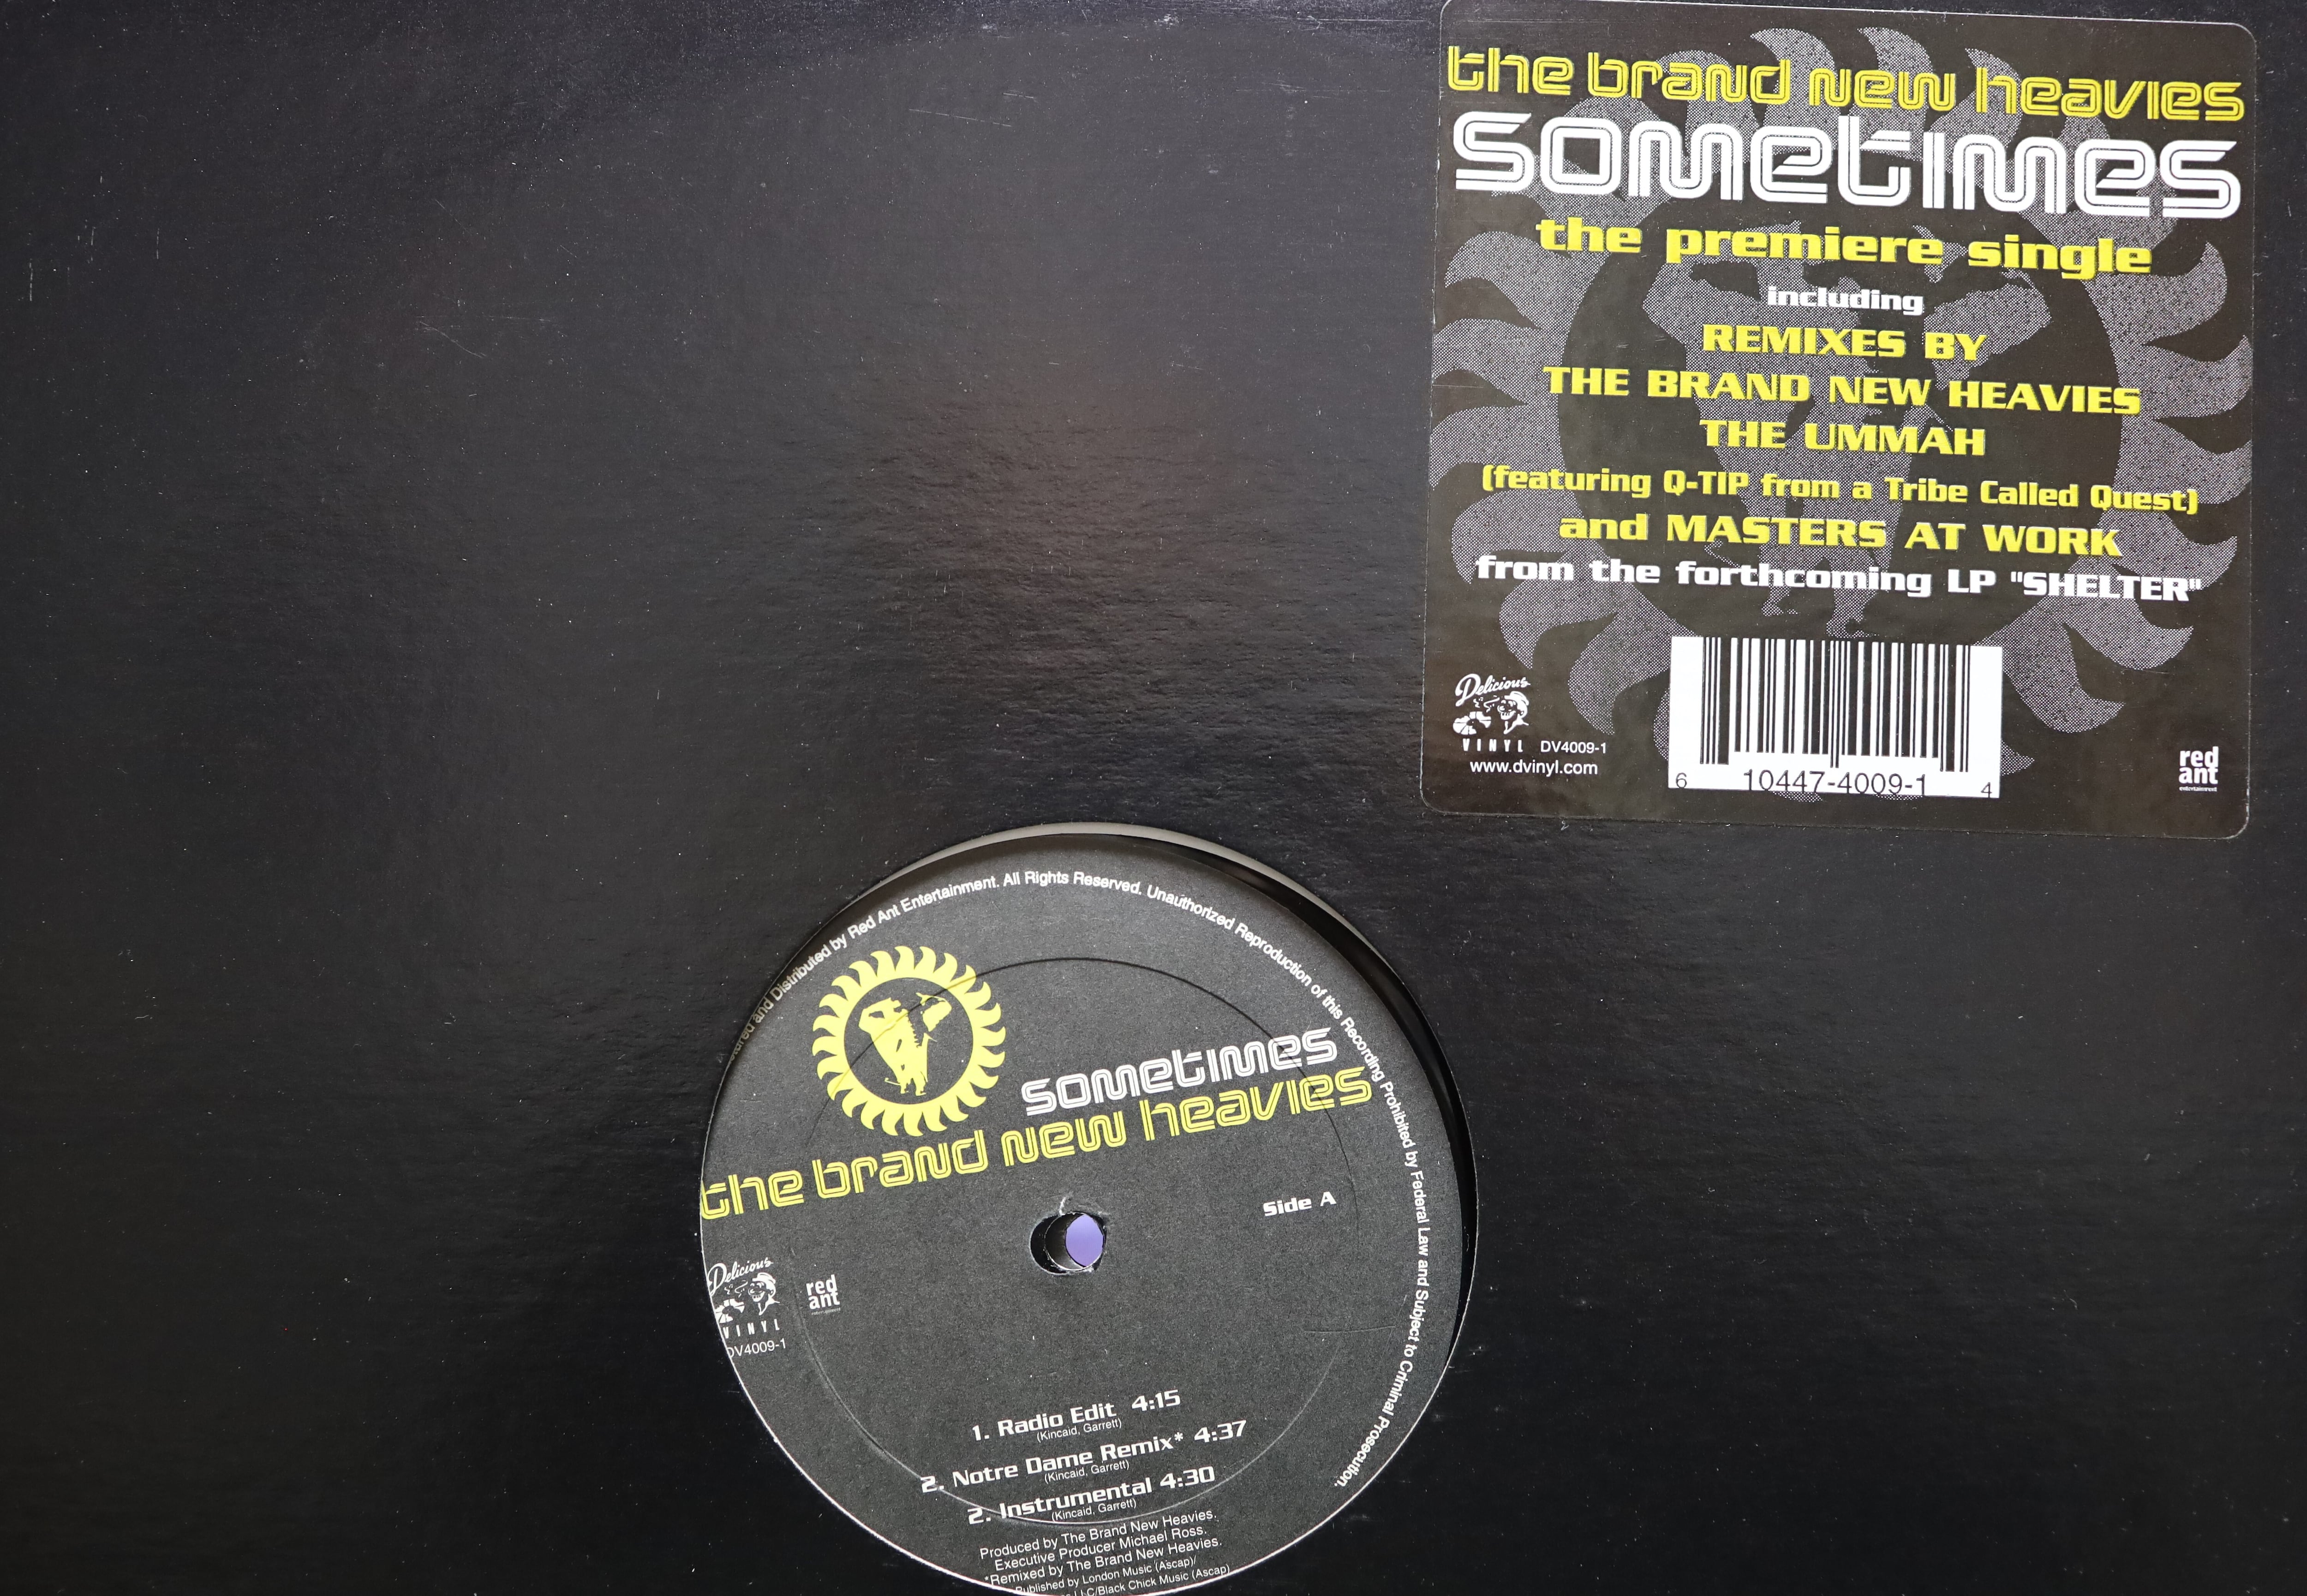 the brand new heavies
sometimes
the premiere single
including
REMIXES BY
THE BRAND NEW HEAVIES
THE UMMAH
(featuring Q-TIP from a Tribe Called Quest)
and MASTERS AT WORK
from the forthcoming LP "SHELTER"
Delicious
VINYL DV4009-1
www.dvinyl.com
6 10447-4009-1 4
red
ant
entertainment
and Distributed by Red Ant Entertainment. All Rights Reserved. Unauthorized Reproduction of this Recording Prohibited by Federal Law and Subject to Criminal Prosecution.
sometimes
the brand new heavies
Side A
Delicious
VINYL
DV4009-1
red
ant
1. Radio Edit 4:15
(Kincaid, Garrett)
2. Notre Dame Remix* 4:37
(Kincaid, Garrett)
2. Instrumental 4:30
(Kincaid, Garrett)
Produced by The Brand New Heavies.
Executive Producer Michael Ross.
*Remixed by The Brand New Heavies.
Published by London Music (Ascap)/
LLC/Black Chick Music (Ascap)